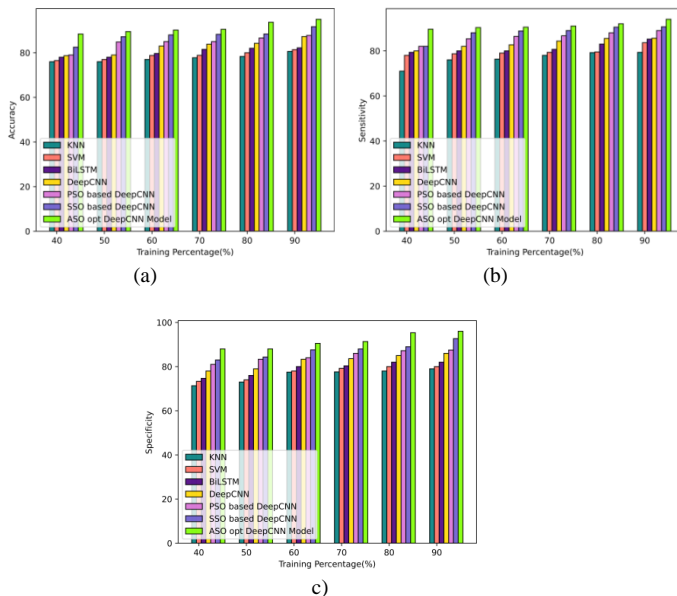 80
60
40
20
0
Accuracy
KNN
SVM
BiLSTM
DeepCNN
PSO based DeepCNN
SSO based DeepCNN
ASO opt DeepCNN Model
40 50 60 70 80 90
Training Percentage(%)
(a)
80
60
40
20
0
Sensitivity
KNN
SVM
BiLSTM
DeepCNN
PSO based DeepCNN
SSO based DeepCNN
ASO opt DeepCNN Model
40 50 60 70 80 90
Training Percentage(%)
(b)
100
80
60
40
20
0
Specificity
KNN
SVM
BiLSTM
DeepCNN
PSO based DeepCNN
SSO based DeepCNN
ASO opt DeepCNN Model
40 50 60 70 80 90
Training Percentage(%)
c)